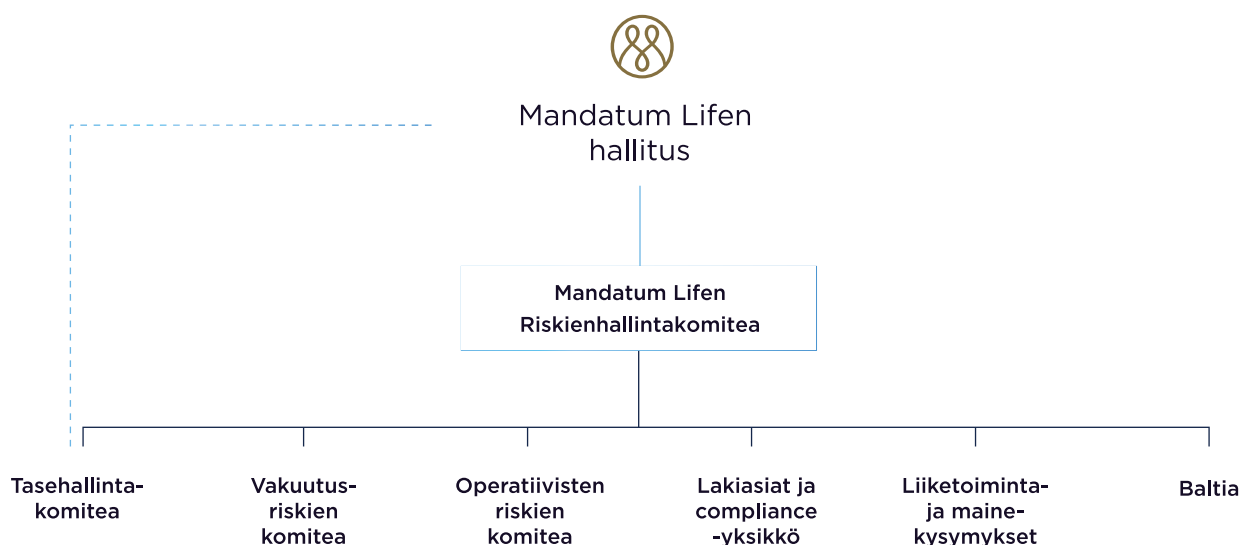 Mandatum Lifen
hallitus
Mandatum Lifen
Riskienhallintakomitea
Tasehallinta-
komitea
Vakuutus-
riskien
komitea
Operatiivisten
riskien
komitea
Lakiasiat ja
compliance
-yksikkö
Liiketoiminta-
ja maine-
kysymykset
Baltia